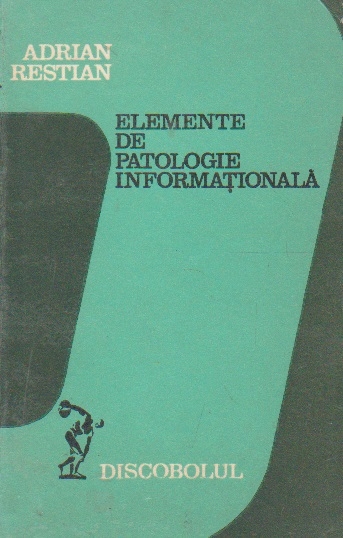 ADRIAN
RESTIAN
ELEMENTE
DE
PATOLOGIE
INFORMAȚIONALĂ
DISCOBOLUL